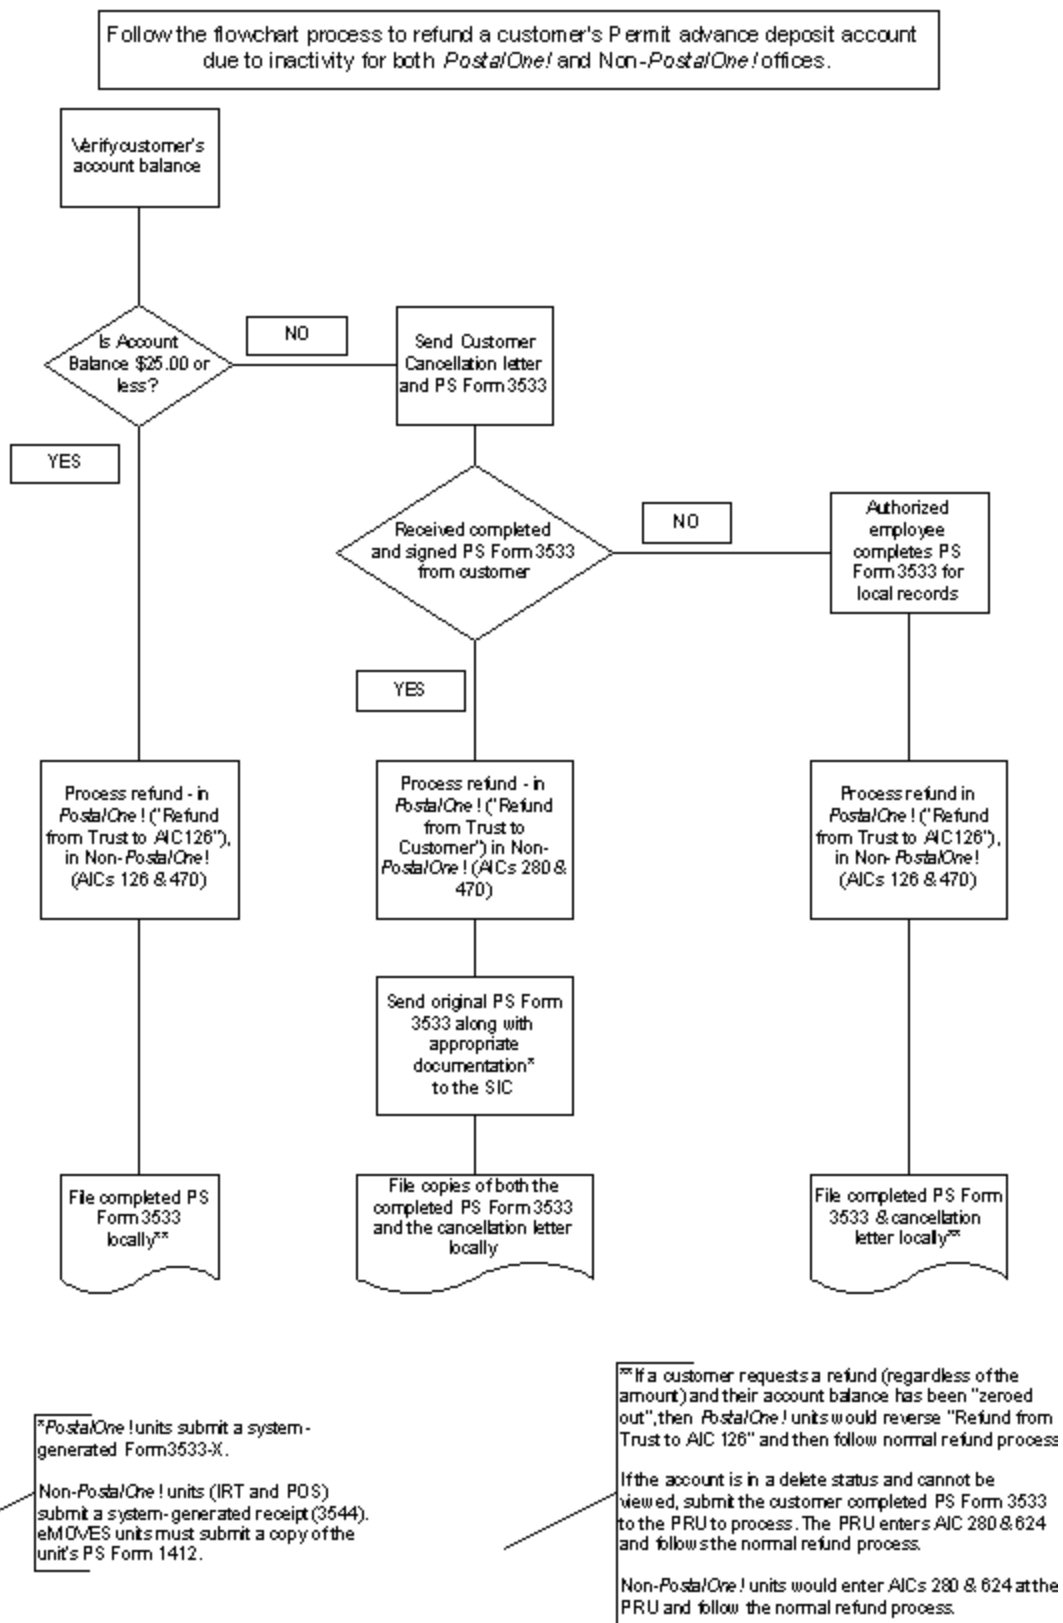 Follow the flowchart process to refund a customer's Permit advance deposit account
due to inactivity for both PostalOne! and Non-PostalOne! offices.
Verify customer's
account balance
Is Account
Balance $25.00 or
less?
NO
Send Customer
Cancellation letter
and PS Form 3533
YES
Received completed
and signed PS Form 3533
from customer
NO
Authorized
employee
completes PS
Form 3533 for
local records
YES
Process refund - in
PostalOne! ("Refund
from Trust to AIC126"),
in Non-PostalOne!
(AICs 126 & 470)
Process refund - in
PostalOne! ("Refund
from Trust to
Customer") in Non-
PostalOne! (AICs 280 &
470)
Process refund in
PostalOne! ("Refund
from Trust to AIC126"),
in Non-PostalOne!
(AICs 126 & 470)
Send original PS Form
3533 along with
appropriate
documentation*
to the SIC
File completed PS
Form 3533
locally**
File copies of both the
completed PS Form 3533
and the cancellation letter
locally
File completed PS Form
3533 & cancellation
letter locally**
*PostalOne! units submit a system-
generated Form3533-X.
Non-PostalOne! units (IRT and POS)
submit a system-generated receipt (3544).
eMOVES units must submit a copy of the
unit's PS Form 1412.
**If a customer requests a refund (regardless of the
amount) and their account balance has been "zeroed
out", then PostalOne! units would reverse "Refund from
Trust to AIC 126" and then follow normal refund process
If the account is in a delete status and cannot be
viewed, submit the customer completed PS Form 3533
to the PRU to process. The PRU enters AIC 280 & 624
and follows the normal refund process.
Non-PostalOne! units would enter AICs 280 & 624 at the
PRU and follow the normal refund process.